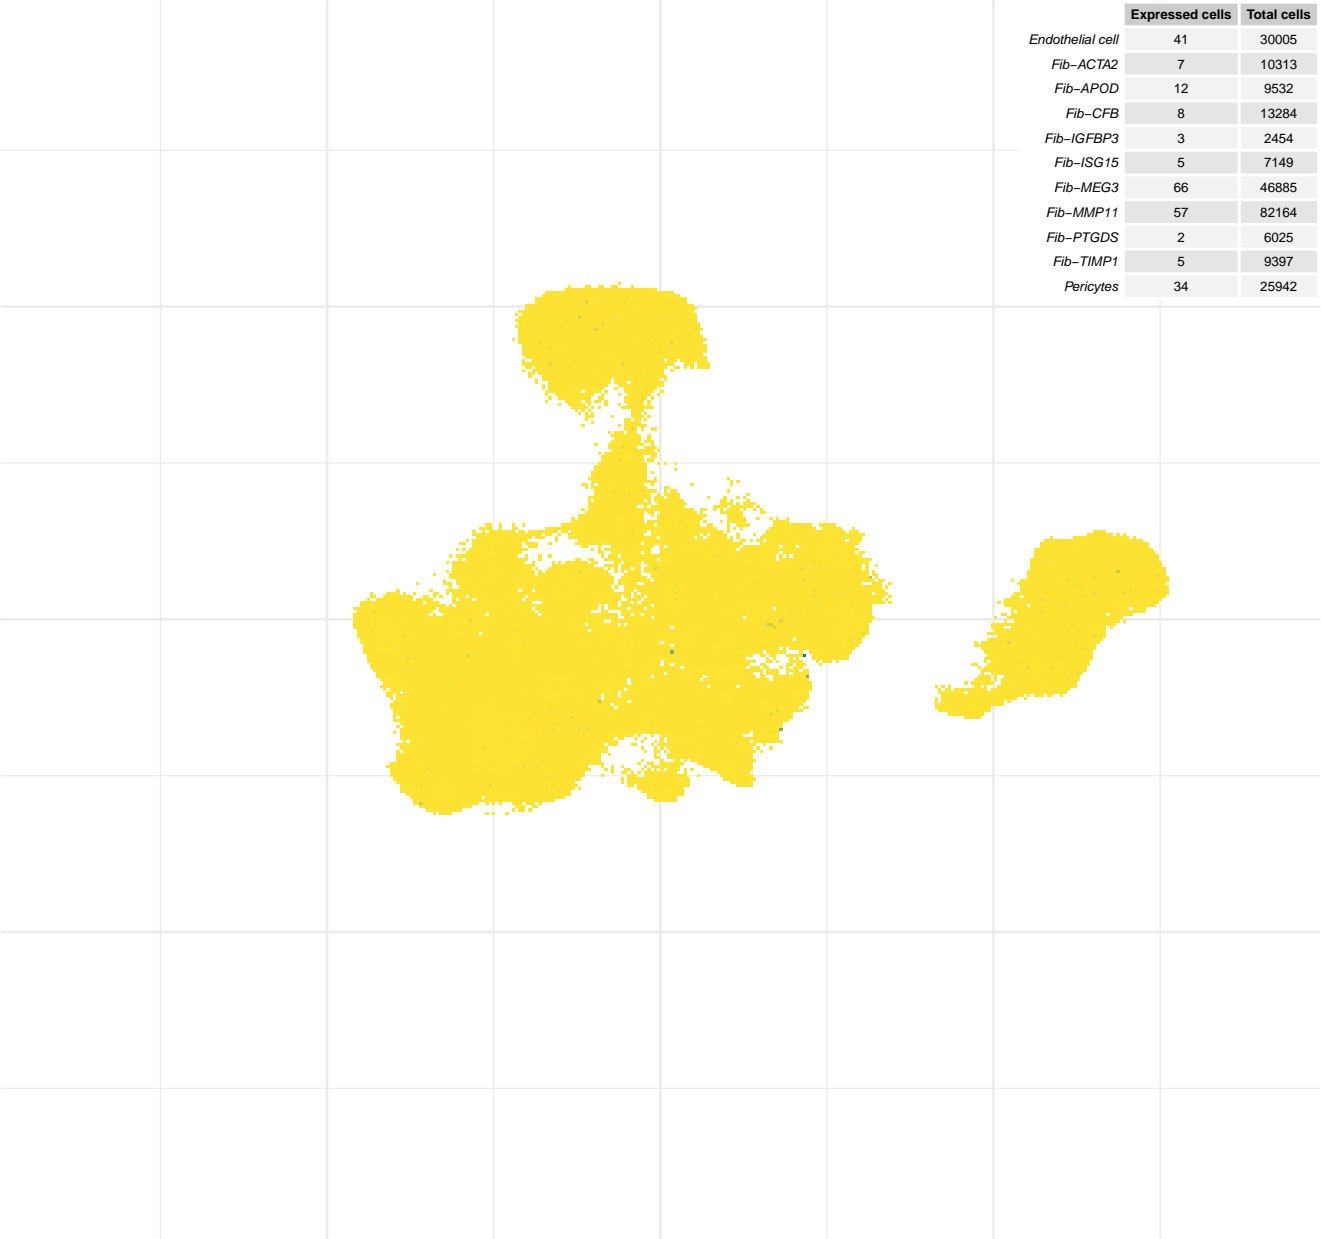 Expressed cells Total cells
Endothelial cell 41 30005
Fib−ACTA2 7 10313
Fib−APOD 12 9532
Fib−CFB 8 13284
Fib−IGFBP3 3 2454
Fib−ISG15 5 7149
Fib−MEG3 66 46885
Fib−MMP11 57 82164
Fib−PTGDS 2 6025
Fib−TIMP1 5 9397
Pericytes 34 25942